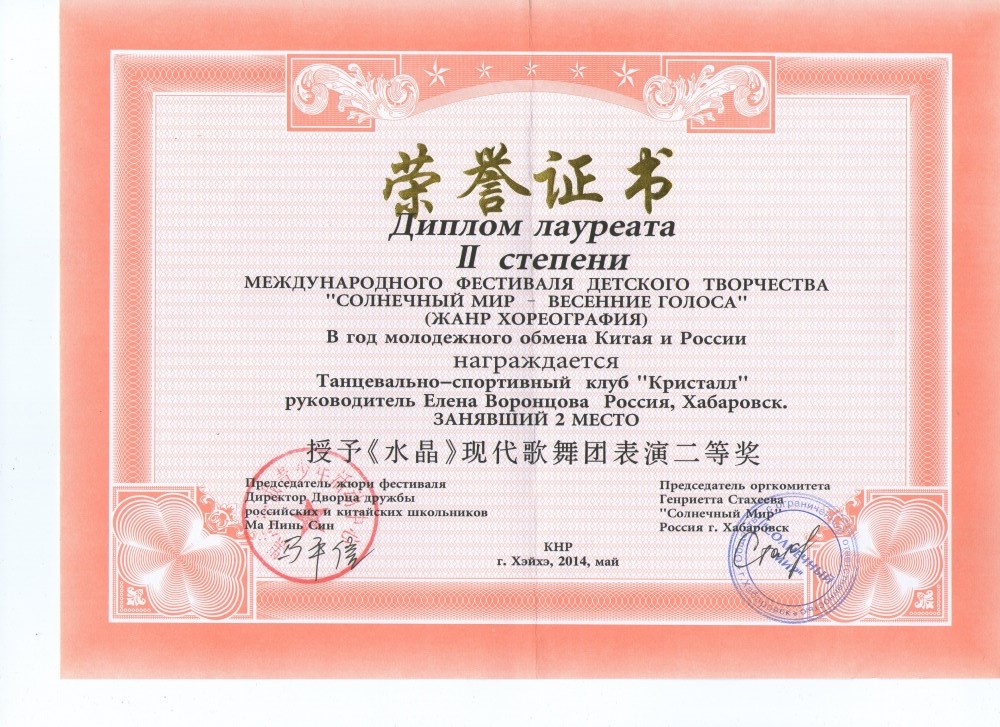 荣誉证书
Диплом лауреата
II степени
МЕЖДУНАРОДНОГО ФЕСТИВАЛЯ ДЕТСКОГО ТВОРЧЕСТВА
"СОЛНЕЧНЫЙ МИР - ВЕСЕННИЕ ГОЛОСА"
(ЖАНР ХОРЕОГРАФИЯ)
В год молодежного обмена Китая и России
награждается
Танцевально-спортивный клуб "Кристалл"
руководитель Елена Воронцова Россия, Хабаровск.
ЗАНЯВШИЙ 2 МЕСТО
授予《水晶》现代歌舞团表演二等奖
Председатель жюри фестиваля
Директор Дворца дружбы
российских и китайских школьников
Ма Пинь Син
马平信
Председатель оргкомитета
Генриетта Стахеева
"Солнечный Мир"
Россия г. Хабаровск
КНР
г. Хэйхэ, 2014, май